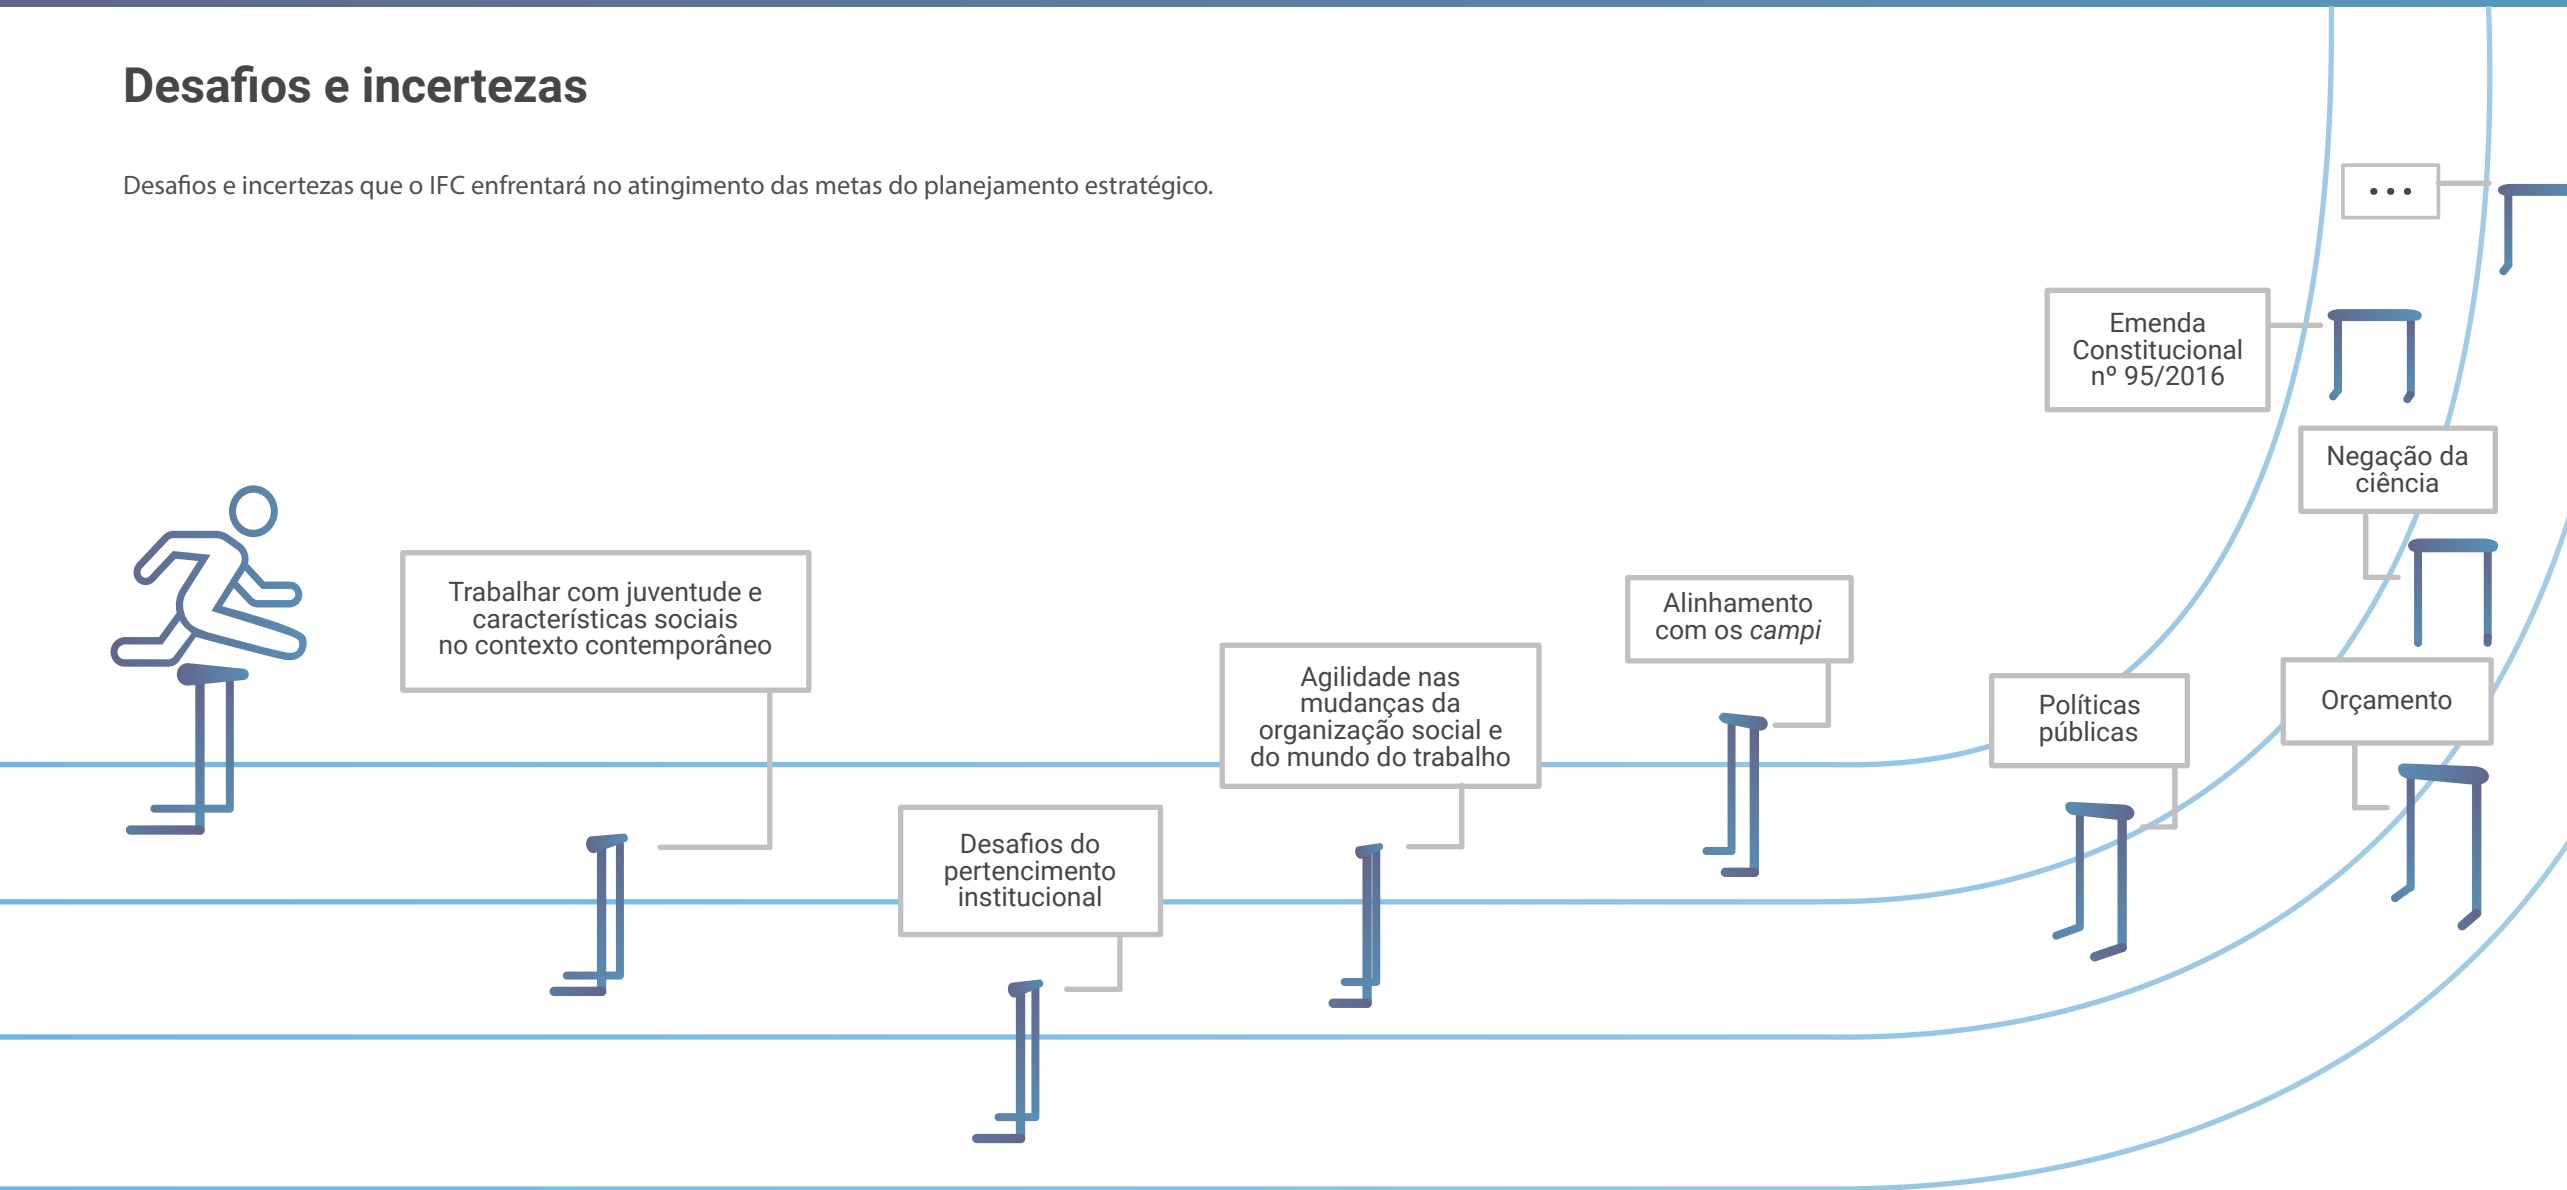 Desafios e incertezas
Desafios e incertezas que o IFC enfrentará no atingimento das metas do planejamento estratégico.
Trabalhar com juventude e
características sociais
no contexto contemporâneo
Desafios do
pertencimento
institucional
Agilidade nas
mudanças da
organização social e
do mundo do trabalho
Alinhamento
com os campi
Políticas
públicas
Orçamento
Negação da
ciência
Emenda
Constitucional
nº 95/2016
...